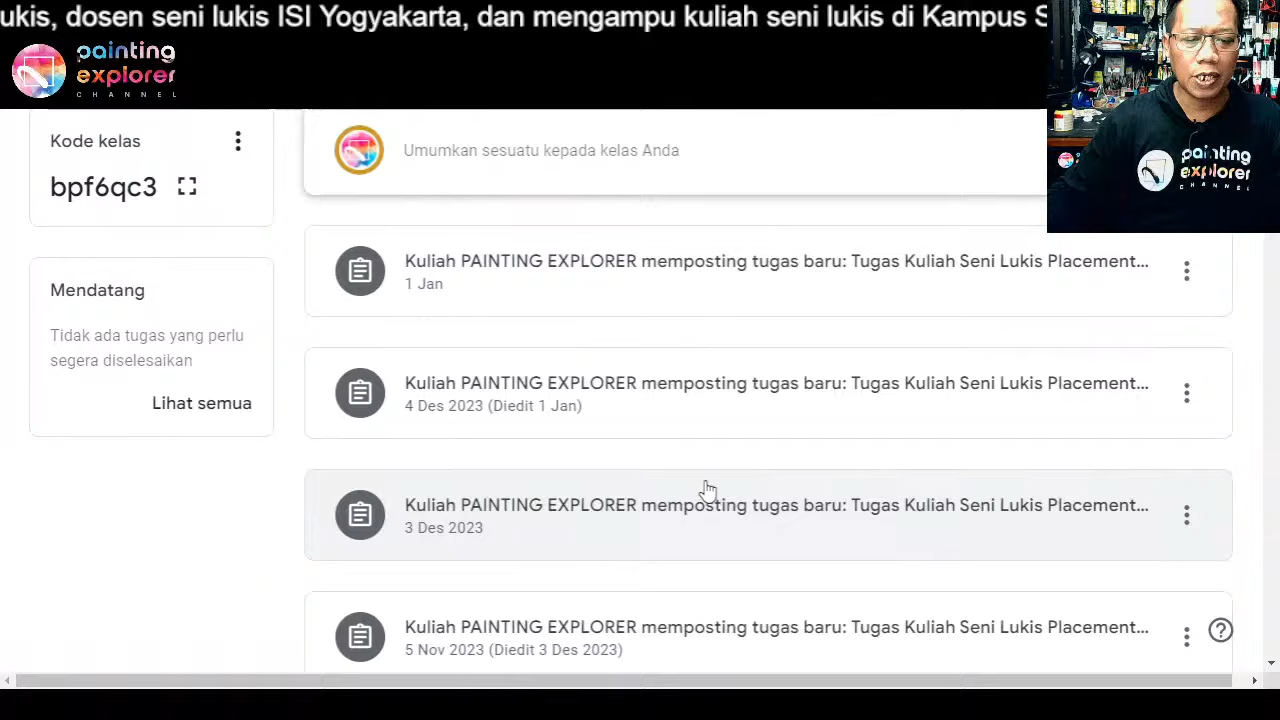 ukis, dosen seni lukis ISI Yogyakarta, dan mengampu kuliah seni lukis di Kampus S
painting
explorer
CHANNEL
Kode kelas
bpf6qc3
Umumkan sesuatu kepada kelas Anda
painting
explorer
CHANNEL
Kuliah PAINTING EXPLORER memposting tugas baru: Tugas Kuliah Seni Lukis Placement...
1 Jan
Mendatang
Tidak ada tugas yang perlu
segera diselesaikan
Lihat semua
Kuliah PAINTING EXPLORER memposting tugas baru: Tugas Kuliah Seni Lukis Placement...
4 Des 2023 (Diedit 1 Jan)
Kuliah PAINTING EXPLORER memposting tugas baru: Tugas Kuliah Seni Lukis Placement...
3 Des 2023
Kuliah PAINTING EXPLORER memposting tugas baru: Tugas Kuliah Seni Lukis Placement...
5 Nov 2023 (Diedit 3 Des 2023)